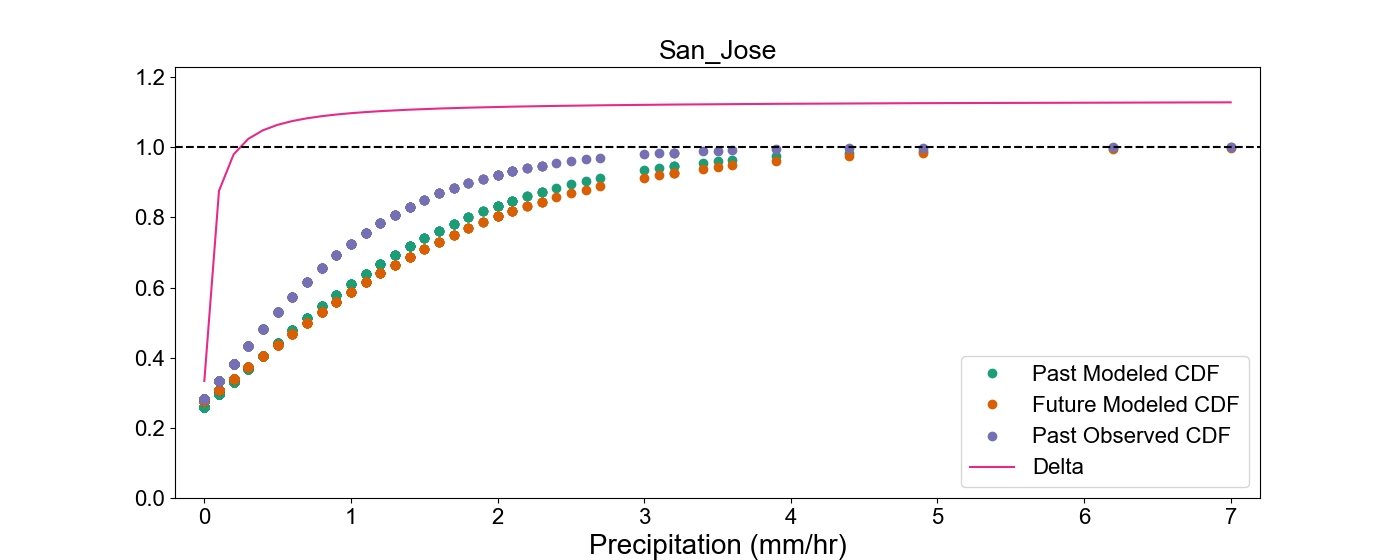 San_Jose
1.2
1.0
0.8
0.6
0.4
0.2
0.0
Past Modeled CDF
Future Modeled CDF
Past Observed CDF
Delta
0 1 2 3 4 5 6 7
Precipitation (mm/hr)